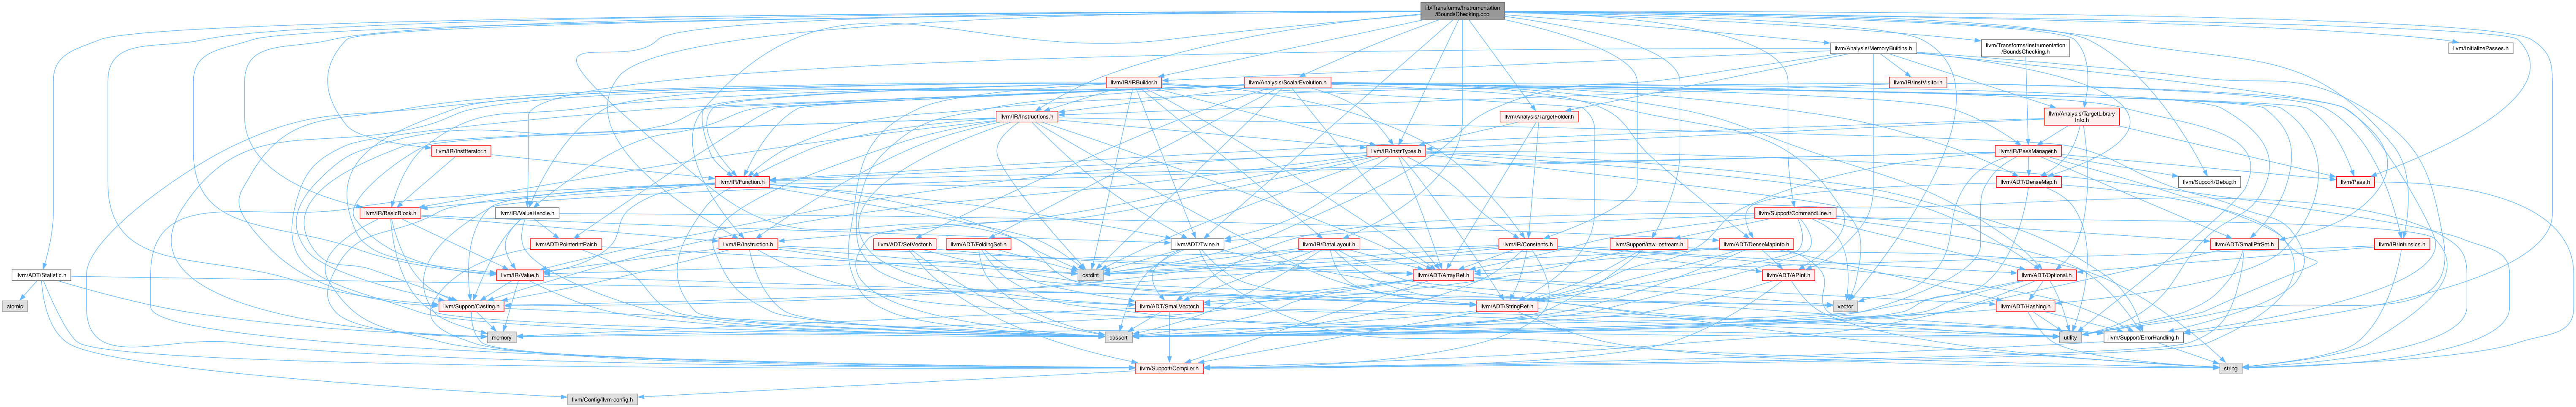 lib/Transforms/Instrumentation
/BoundsChecking.cpp
llvm/Analysis/MemoryBuiltins.h
llvm/Transforms/Instrumentation
/BoundsChecking.h
llvm/InitializePasses.h
llvm/IR/IRBuilder.h
llvm/Analysis/ScalarEvolution.h
llvm/IR/InstVisitor.h
llvm/IR/Instructions.h
llvm/Analysis/TargetFolder.h
llvm/Analysis/TargetLibrary
Info.h
llvm/IR/InstIterator.h
llvm/IR/InstrTypes.h
llvm/IR/PassManager.h
llvm/IR/Function.h
llvm/ADT/DenseMap.h
llvm/Support/Debug.h
llvm/Pass.h
llvm/IR/BasicBlock.h
llvm/IR/ValueHandle.h
llvm/Support/CommandLine.h
llvm/ADT/PointerIntPair.h
llvm/IR/Instruction.h
llvm/ADT/SetVector.h
llvm/ADT/FoldingSet.h
llvm/ADT/Twine.h
llvm/IR/DataLayout.h
llvm/IR/Constants.h
llvm/Support/raw_ostream.h
llvm/ADT/DenseMapInfo.h
llvm/ADT/SmallPtrSet.h
llvm/IR/Intrinsics.h
llvm/ADT/Statistic.h
llvm/IR/Value.h
cstdint
llvm/ADT/ArrayRef.h
llvm/ADT/APInt.h
llvm/ADT/Optional.h
atomic
llvm/Support/Casting.h
llvm/ADT/SmallVector.h
llvm/ADT/StringRef.h
vector
llvm/ADT/Hashing.h
memory
cassert
utility
llvm/Support/ErrorHandling.h
llvm/Support/Compiler.h
string
llvm/Config/llvm-config.h